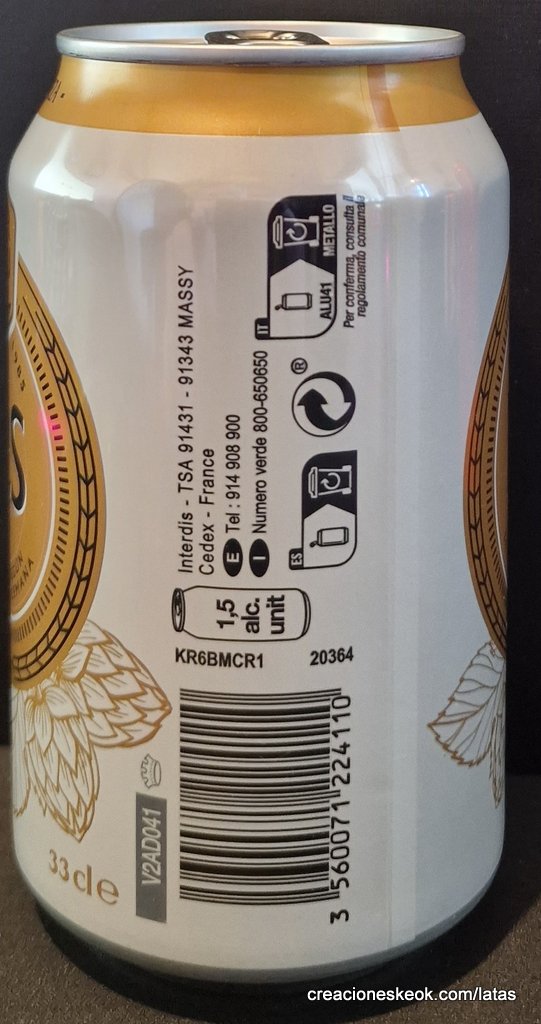 Interdis - TSA 91431 - 91343 MASSY
Cedex - France
E Tel : 914 908 900
I Numero verde 800-650650
IT
ALU41
METALLO
Per conferma, consulta il
regolamento comunale
®
ES
1,5
alc.
unit
KR6BMCR1
20364
3 560071 224110
V2AD041
33cl e
S
creacioneskeok.com/latas